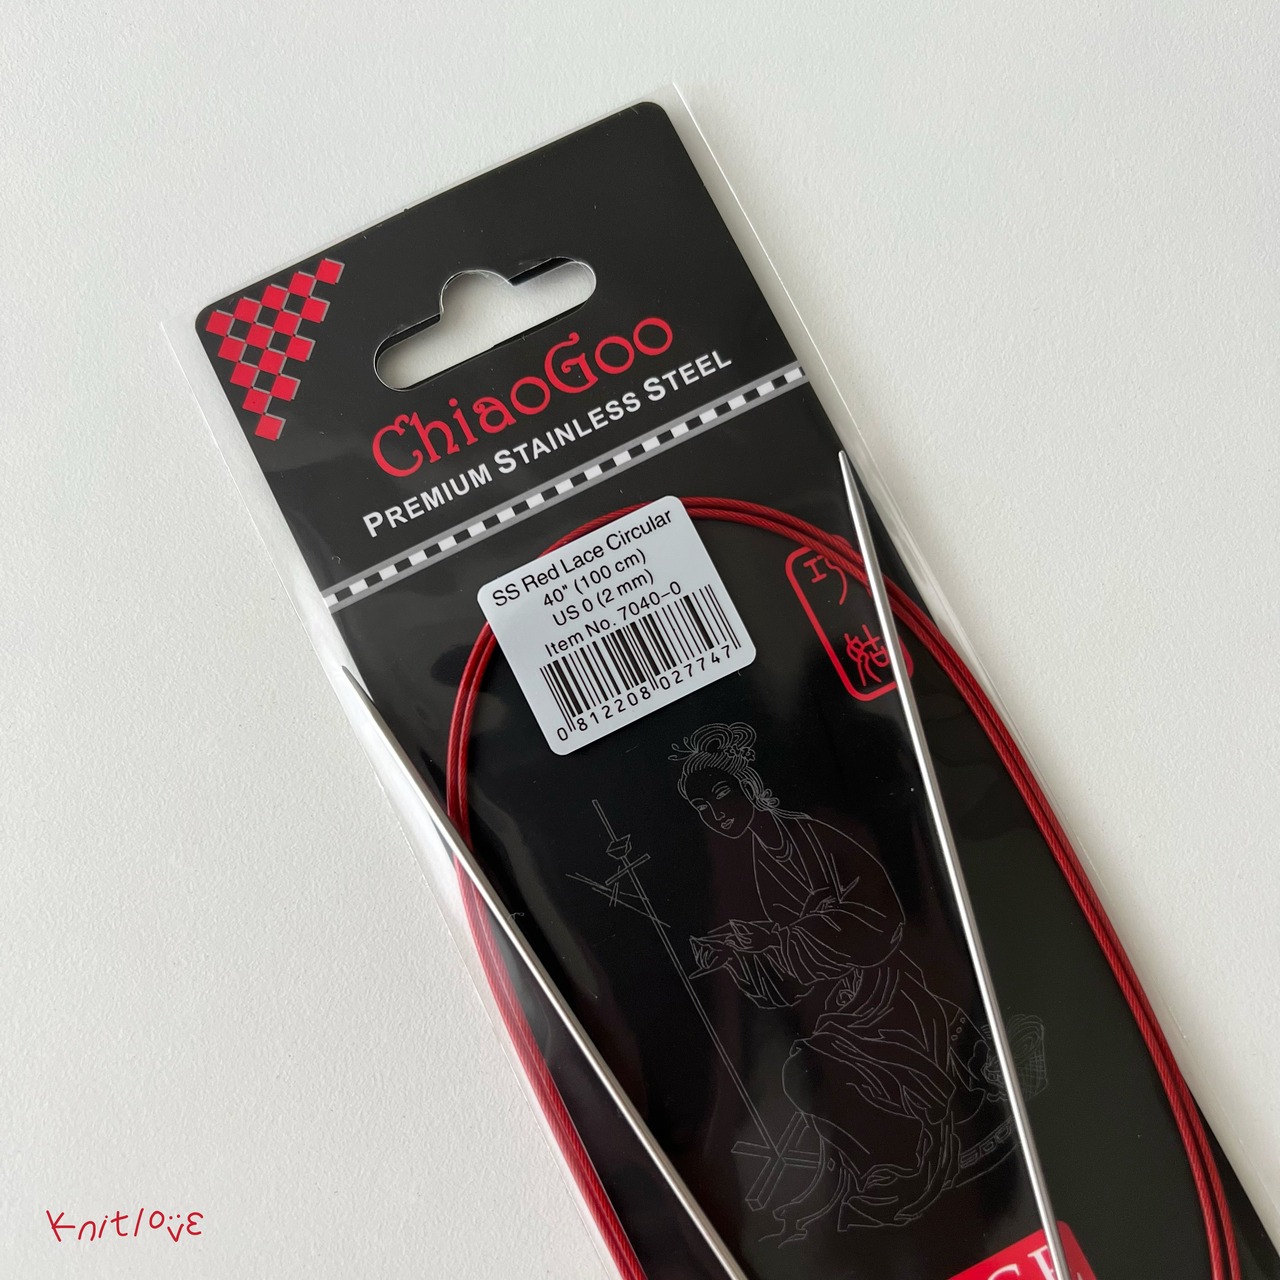 ChiaoGoo
PREMIUM STAINLESS STEEL
SS Red Lace Circular
40" (100 cm)
US 0 (2 mm)
Item No. 7040-0
0 812208 027747
巧
Knitlove